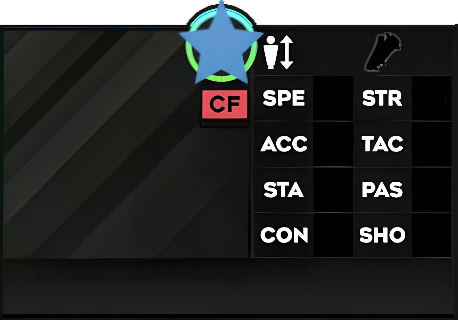 CF
SPE STR
ACC TAC
STA PAS
CON SHO